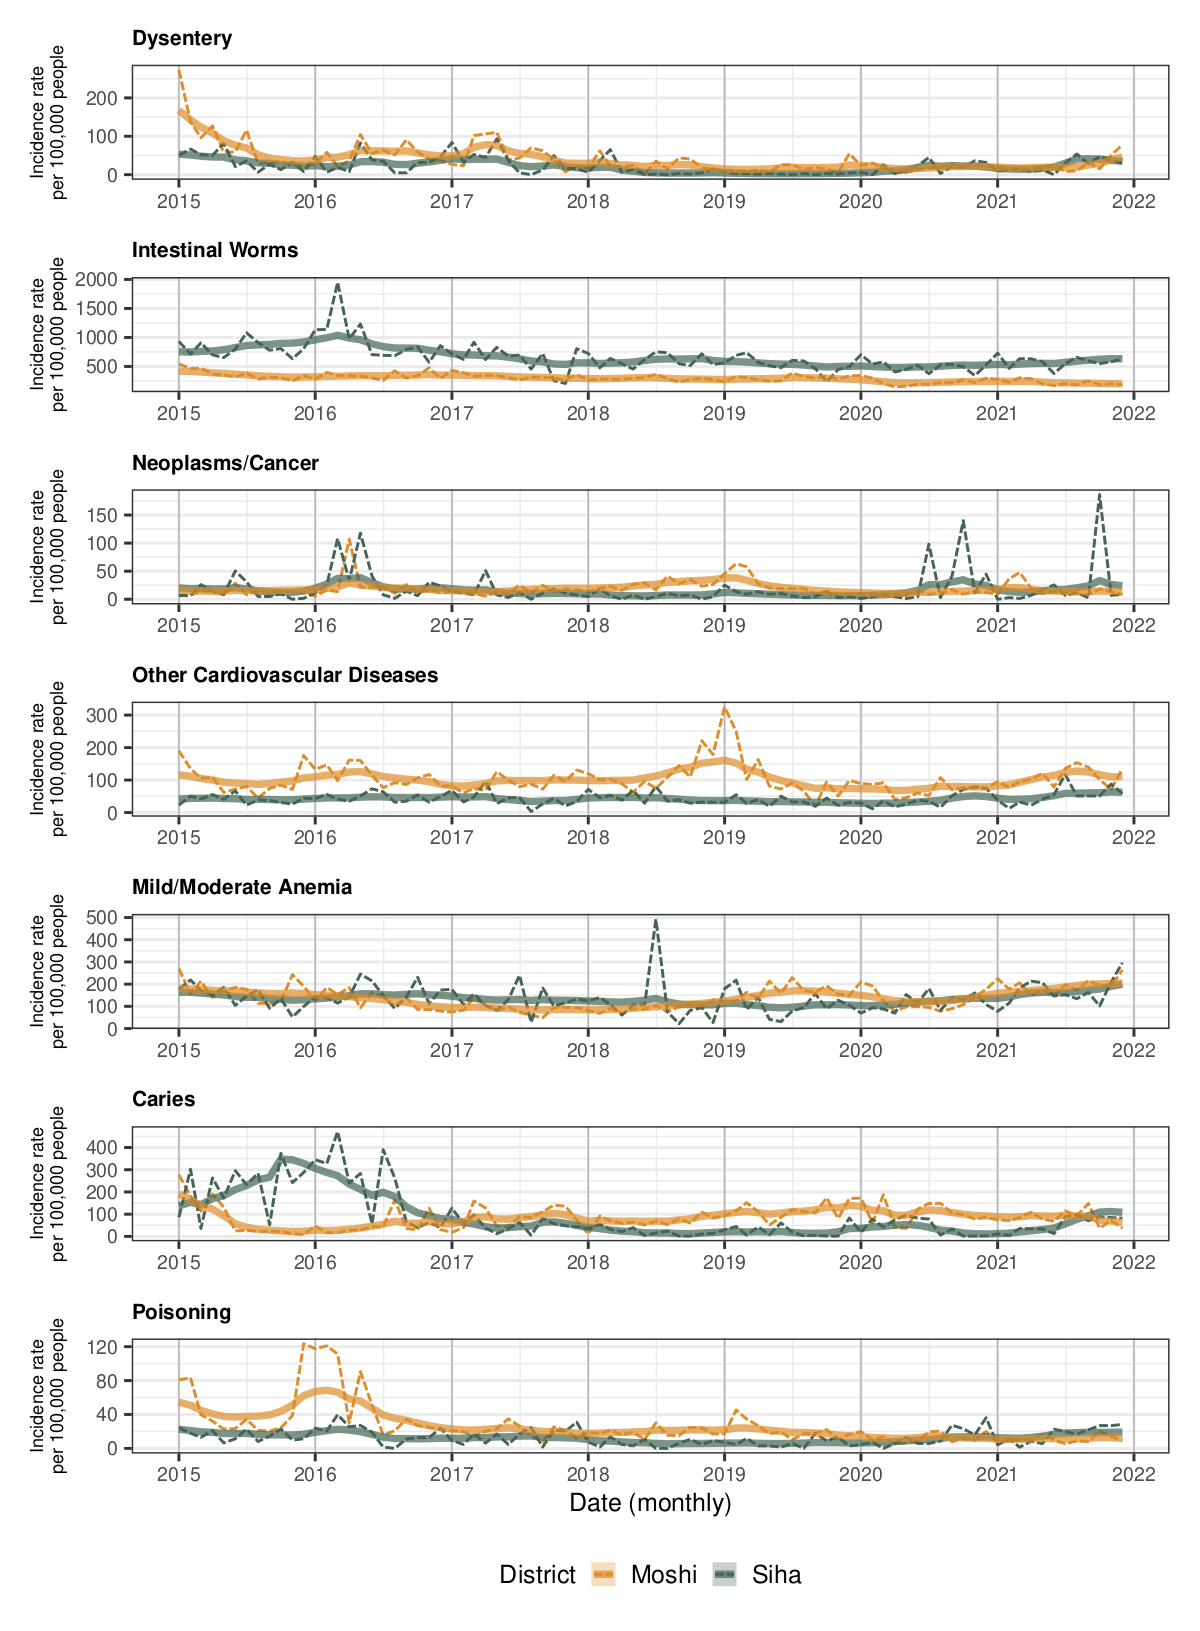 Dysentery
Incidence rate
per 100,000 people
200
100
0
2015 2016 2017 2018 2019 2020 2021 2022
Intestinal Worms
Incidence rate
per 100,000 people
2000
1500
1000
500
2015 2016 2017 2018 2019 2020 2021 2022
Neoplasms/Cancer
Incidence rate
per 100,000 people
150
100
50
0
2015 2016 2017 2018 2019 2020 2021 2022
Other Cardiovascular Diseases
Incidence rate
per 100,000 people
300
200
100
0
2015 2016 2017 2018 2019 2020 2021 2022
Mild/Moderate Anemia
Incidence rate
per 100,000 people
500
400
300
200
100
0
2015 2016 2017 2018 2019 2020 2021 2022
Caries
Incidence rate
per 100,000 people
400
300
200
100
0
2015 2016 2017 2018 2019 2020 2021 2022
Poisoning
Incidence rate
per 100,000 people
120
80
40
0
2015 2016 2017 2018 2019 2020 2021 2022
Date (monthly)
District Moshi Siha